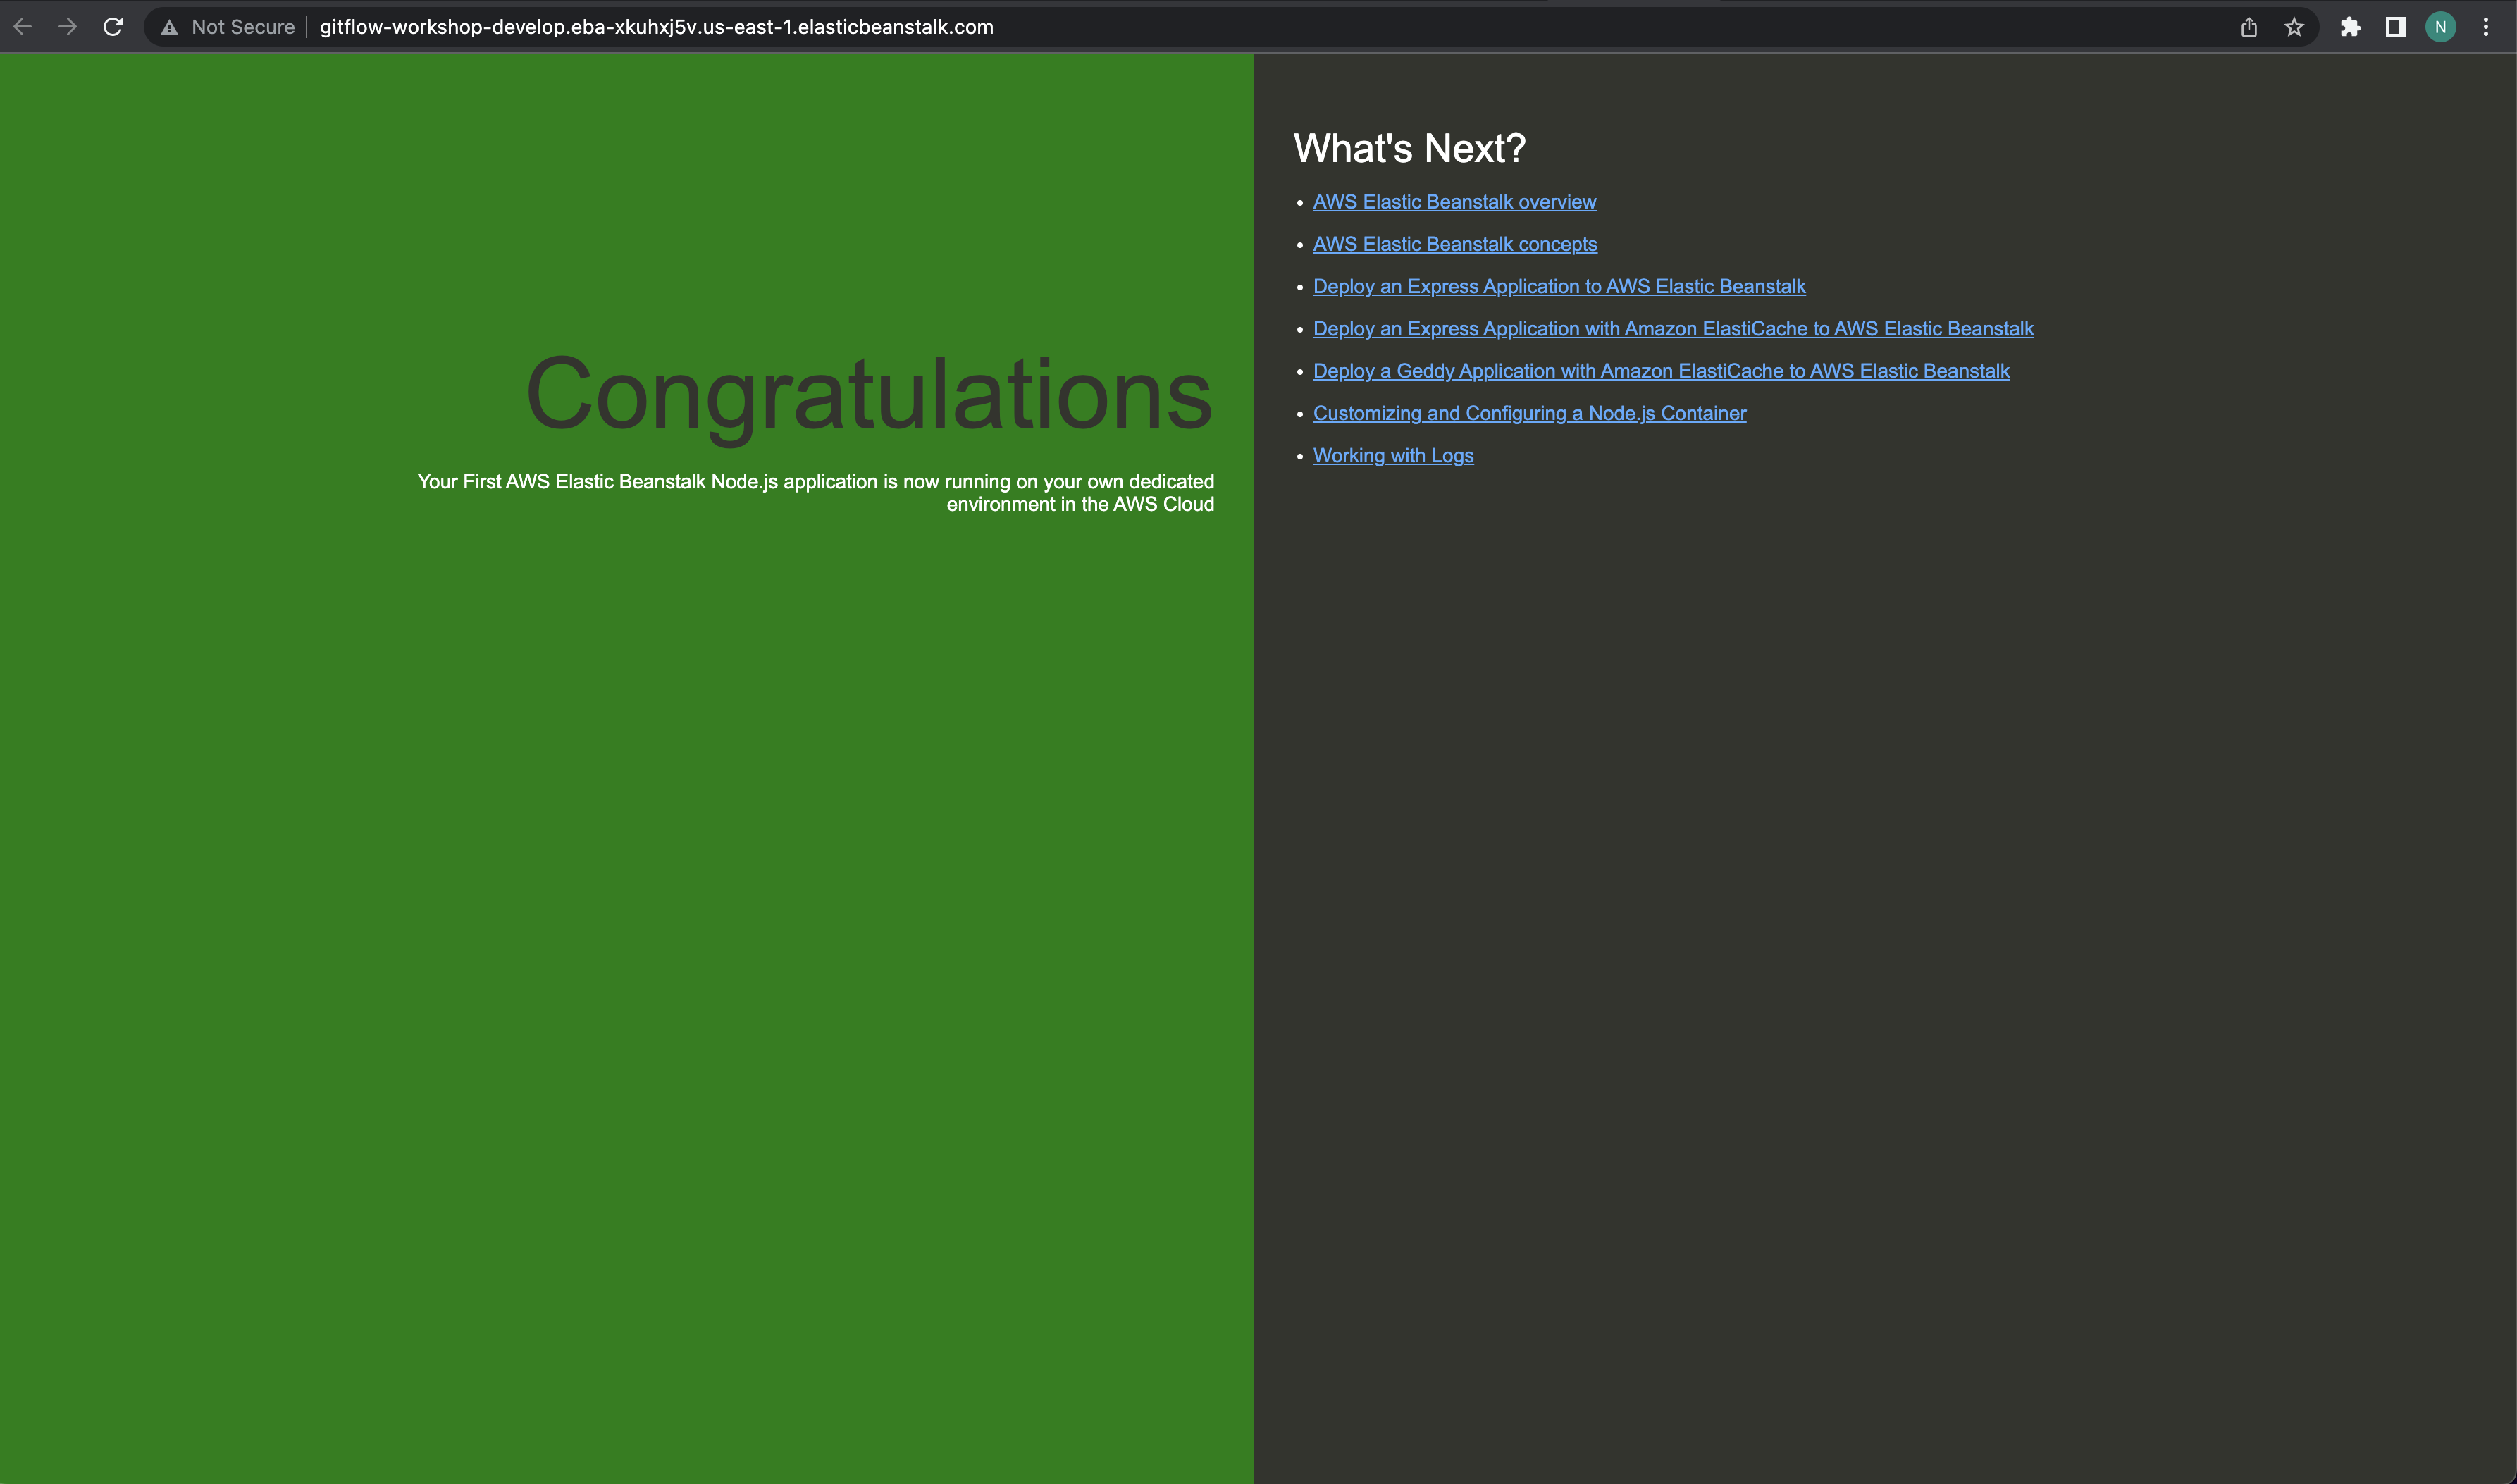 Not Secure
gitflow-workshop-develop.eba-xkuhxj5v.us-east-1.elasticbeanstalk.com
N
Congratulations
Your First AWS Elastic Beanstalk Node.js application is now running on your own dedicated
environment in the AWS Cloud
What's Next?
AWS Elastic Beanstalk overview
AWS Elastic Beanstalk concepts
Deploy an Express Application to AWS Elastic Beanstalk
Deploy an Express Application with Amazon ElastiCache to AWS Elastic Beanstalk
Deploy a Geddy Application with Amazon ElastiCache to AWS Elastic Beanstalk
Customizing and Configuring a Node.js Container
Working with Logs